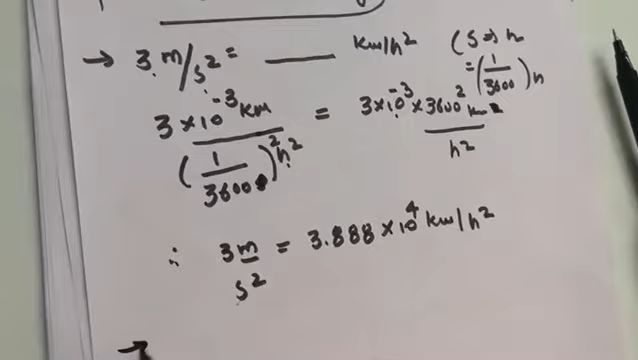 → 3 m/s² = ______ km/h² (s → h
= (1/3600) h
3×10⁻³ km / (1/3600)² h² = 3×10⁻³ × 3600² km / h²
∴ 3 m/s² = 3.888×10⁴ km/h²
→